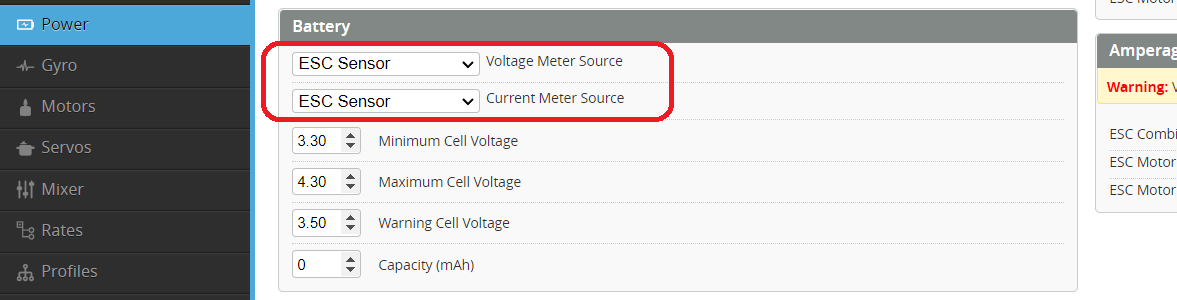 Power
Gyro
Motors
Servos
Mixer
Rates
Profiles
Battery
ESC Sensor Voltage Meter Source
ESC Sensor Current Meter Source
3.30 Minimum Cell Voltage
4.30 Maximum Cell Voltage
3.50 Warning Cell Voltage
0 Capacity (mAh)
ESC Motor
Amperag
Warning: V
ESC Combi
ESC Motor
ESC Motor